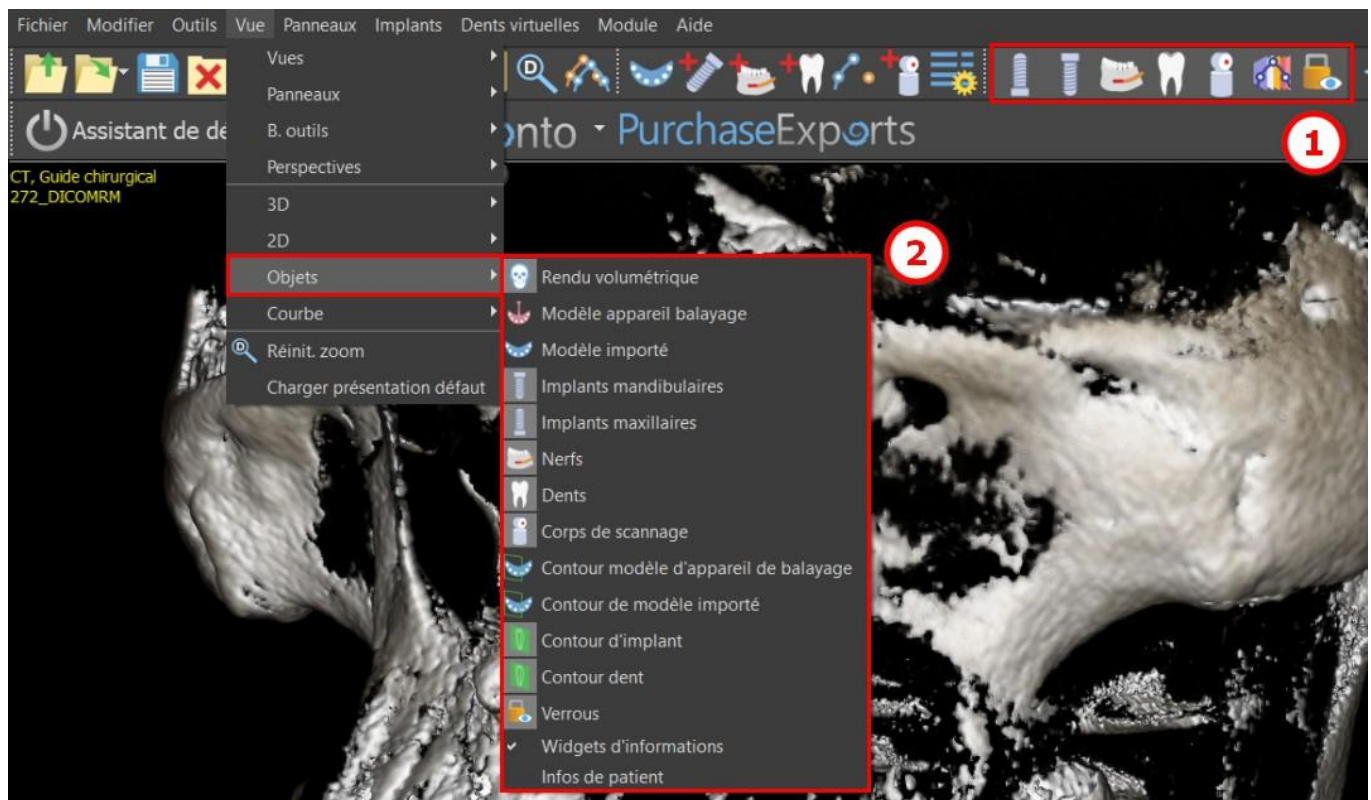 Fichier Modifier Outils Vue Panneaux Implants Dents virtuelles Module Aide
Assistant de dé
onto PurchaseExports
1
CT, Guide chirurgical
272_DICOMRM
Vues
Panneaux
B. outils
Perspectives
3D
2D
Objets
Courbe
Réinit. zoom
Charger présentation défaut
2
Rendu volumétrique
Modèle appareil balayage
Modèle importé
Implants mandibulaires
Implants maxillaires
Nerfs
Dents
Corps de scannage
Contour modèle d'appareil de balayage
Contour de modèle importé
Contour d'implant
Contour dent
Verrous
Widgets d'informations
Infos de patient